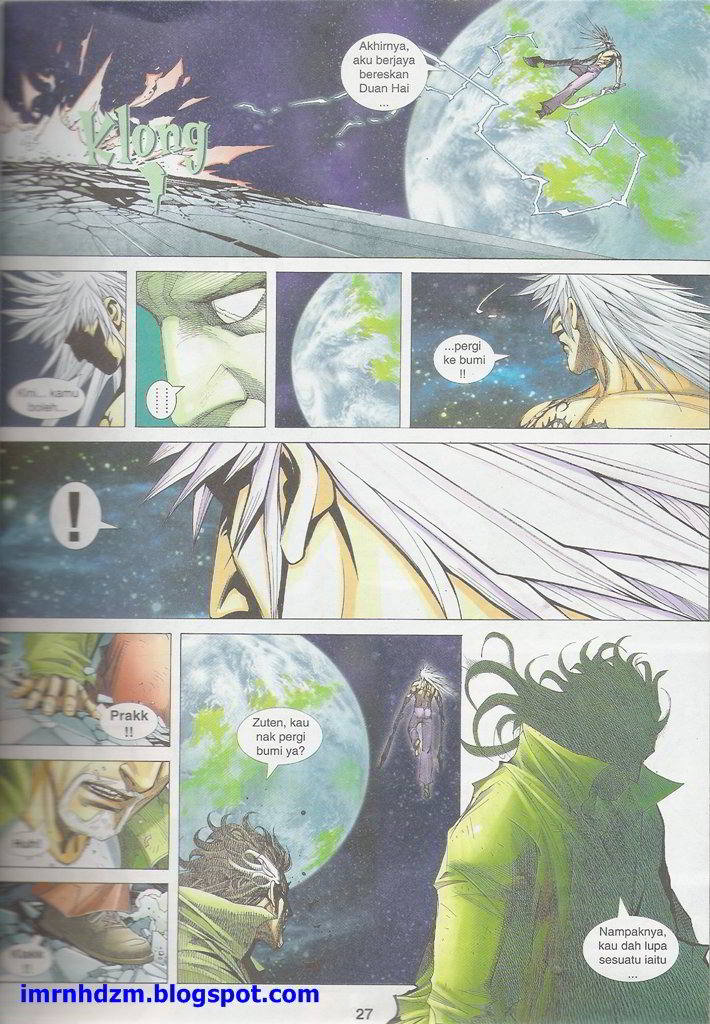 Akhirnya,
aku berjaya
bereskan
Duan Hai
...
Klong
!
Kini... kamu
boleh...
...pergi
ke bumi
!!
!
Prakk
!!
Huh!
Zuten, kau
nak pergi
bumi ya?
!!
Nampaknya,
kau dah lupa
sesuatu iaitu
...
imrnhdzm.blogspot.com
27